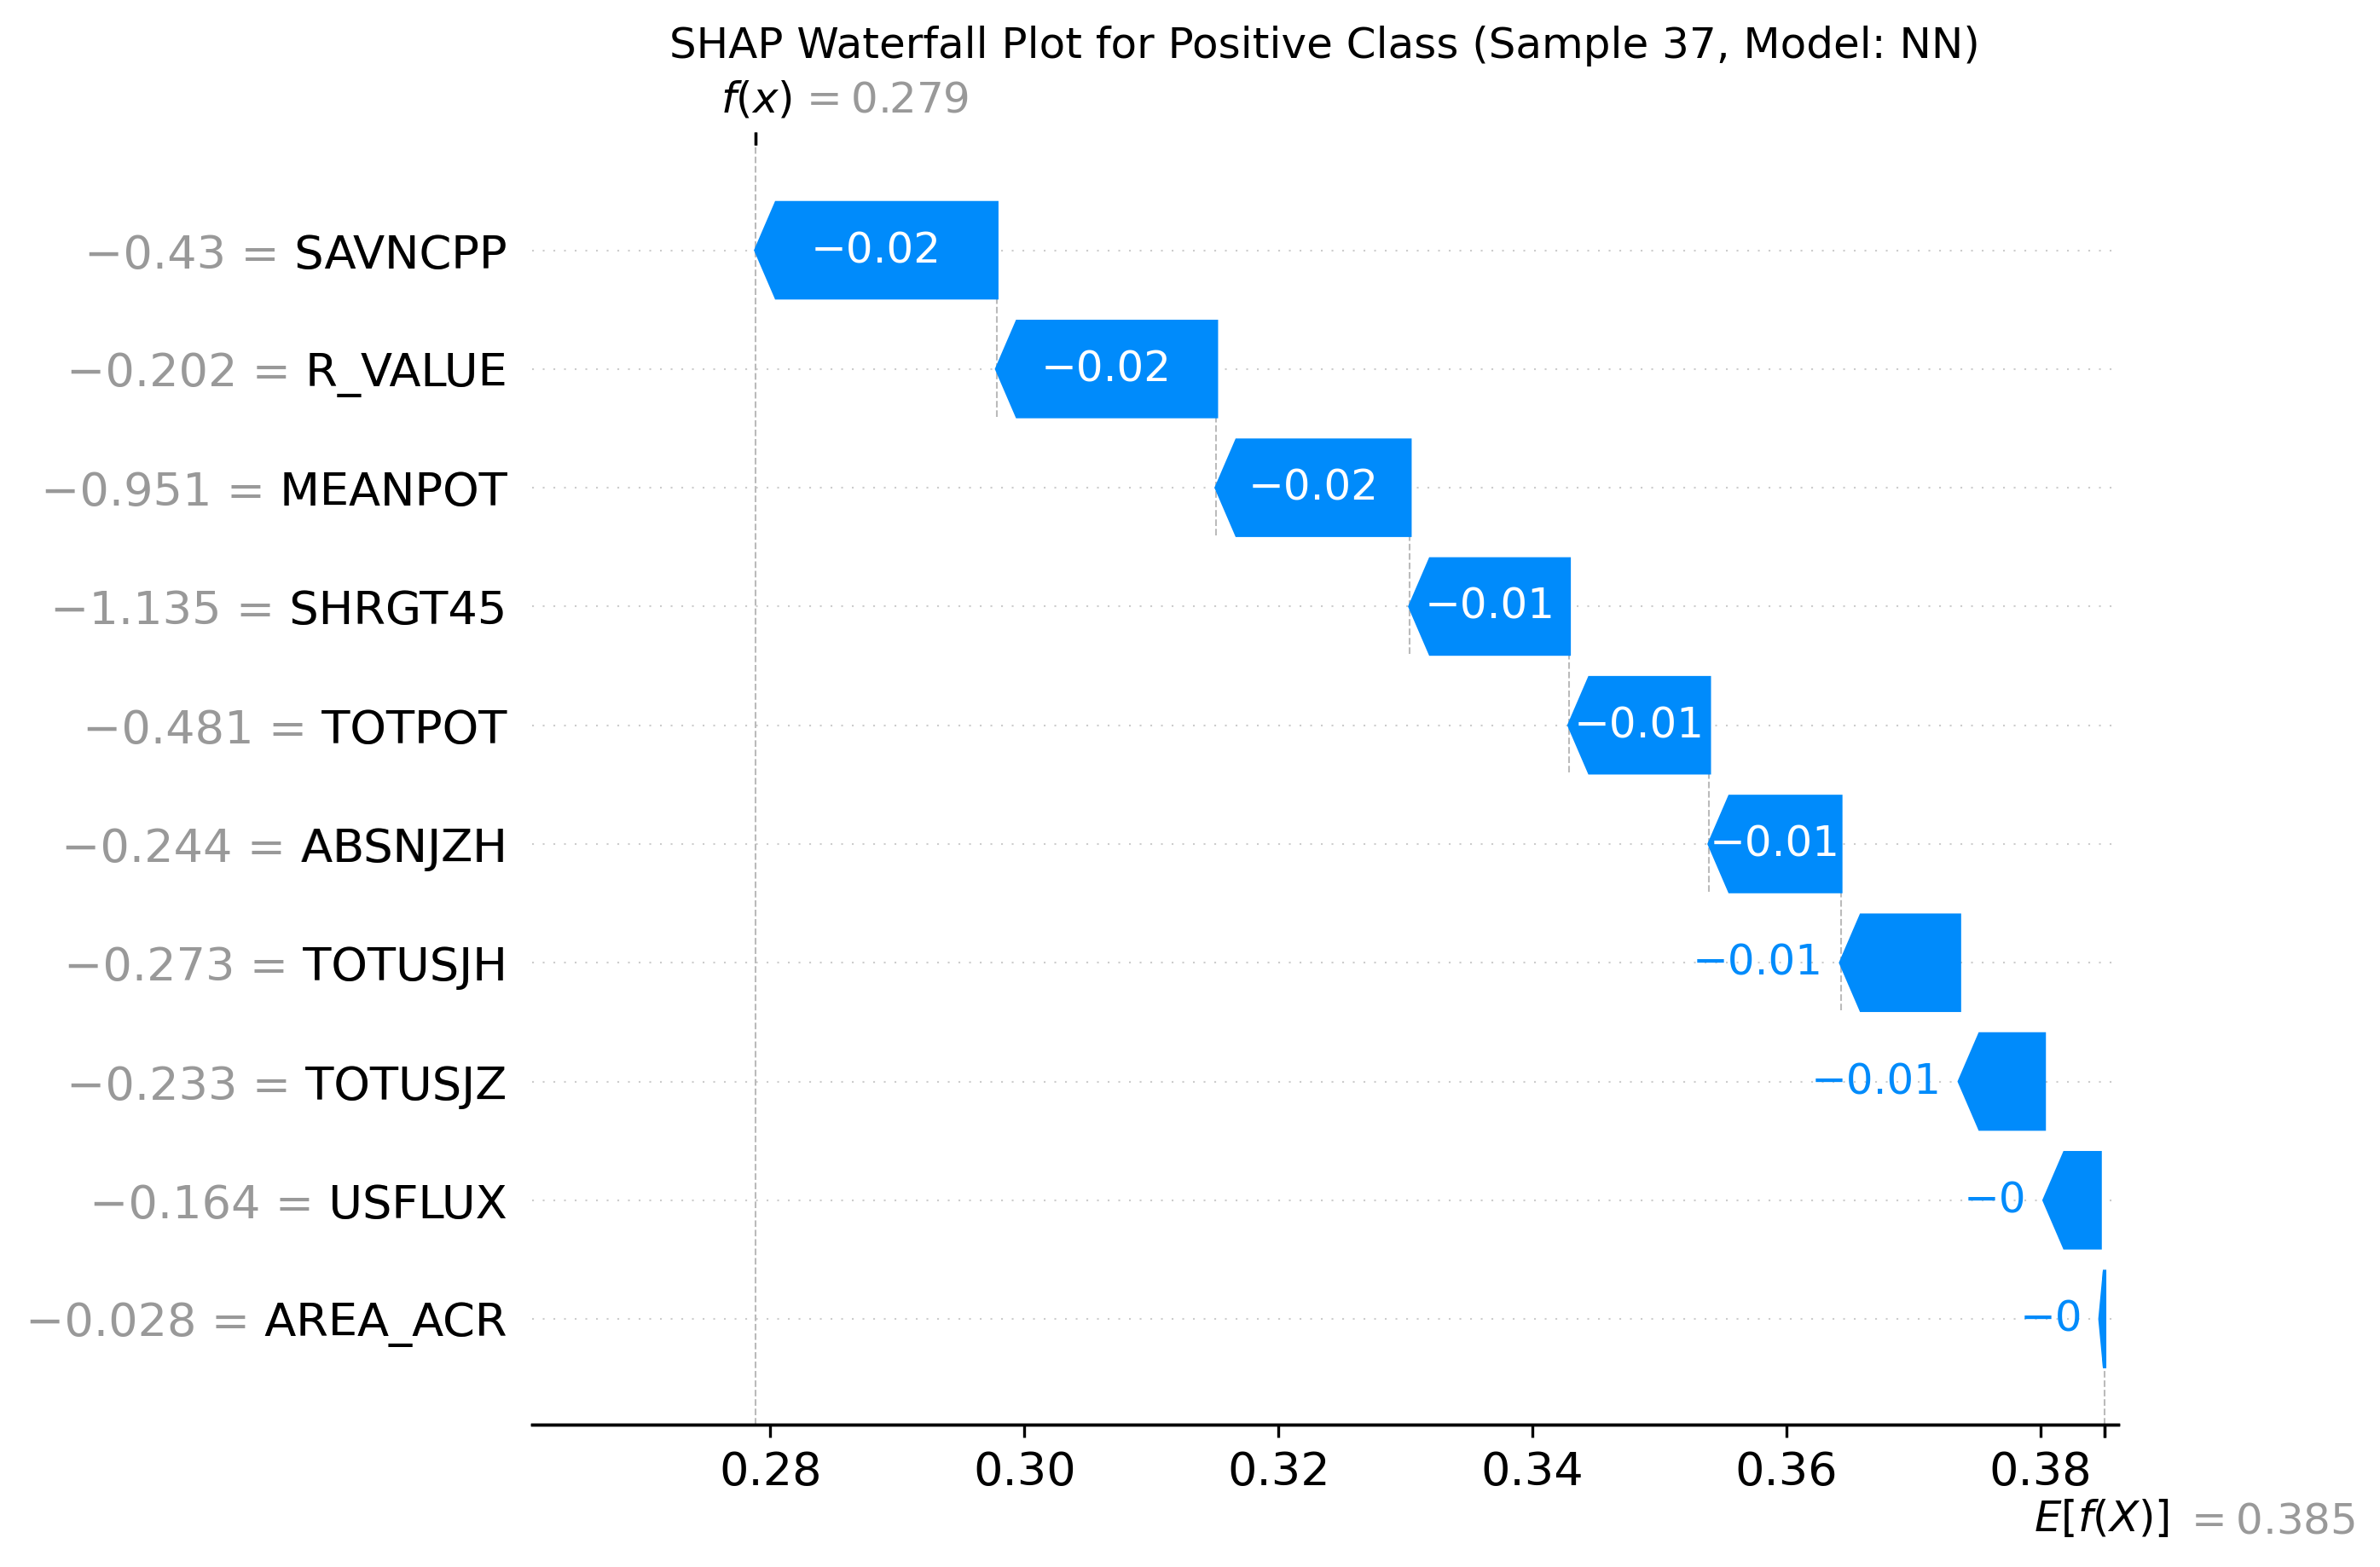 SHAP Waterfall Plot for Positive Class (Sample 37, Model: NN)
f(x) = 0.279
−0.43 = SAVNCPP −0.02
−0.202 = R_VALUE −0.02
−0.951 = MEANPOT −0.02
−1.135 = SHRGT45 −0.01
−0.481 = TOTPOT −0.01
−0.244 = ABSNJZH −0.01
−0.273 = TOTUSJH −0.01
−0.233 = TOTUSJZ −0.01
−0.164 = USFLUX −0
−0.028 = AREA_ACR −0
0.28 0.30 0.32 0.34 0.36 0.38
E[f(X)] = 0.385